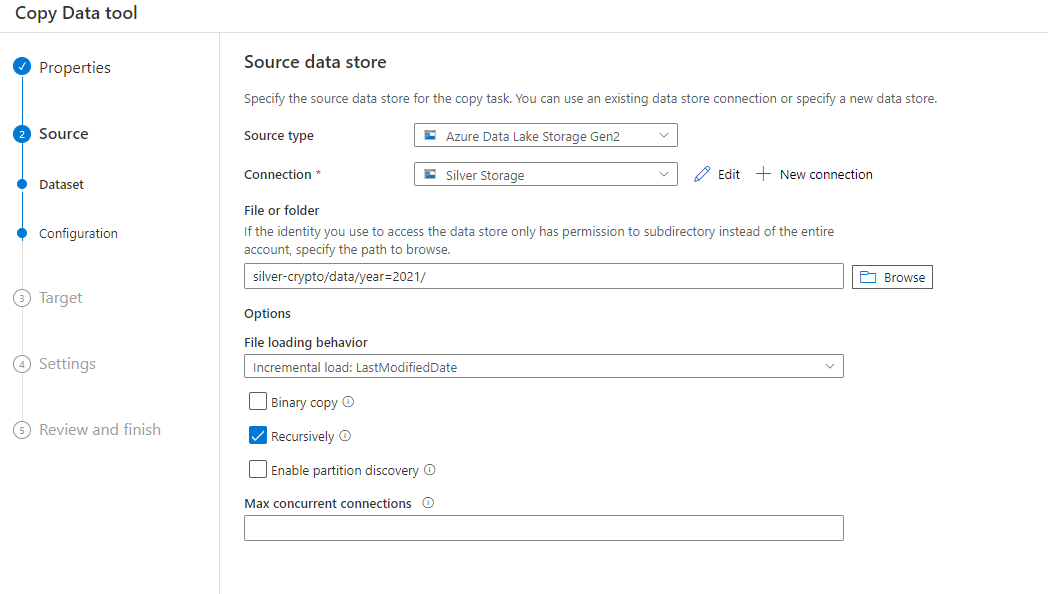 Copy Data tool
Properties
2 Source
Dataset
Configuration
3 Target
4 Settings
5 Review and finish
Source data store
Specify the source data store for the copy task. You can use an existing data store connection or specify a new data store.
Source type
Azure Data Lake Storage Gen2
Connection *
Silver Storage
Edit
New connection
File or folder
If the identity you use to access the data store only has permission to subdirectory instead of the entire
account, specify the path to browse.
silver-crypto/data/year=2021/
Browse
Options
File loading behavior
Incremental load: LastModifiedDate
Binary copy
Recursively
Enable partition discovery
Max concurrent connections